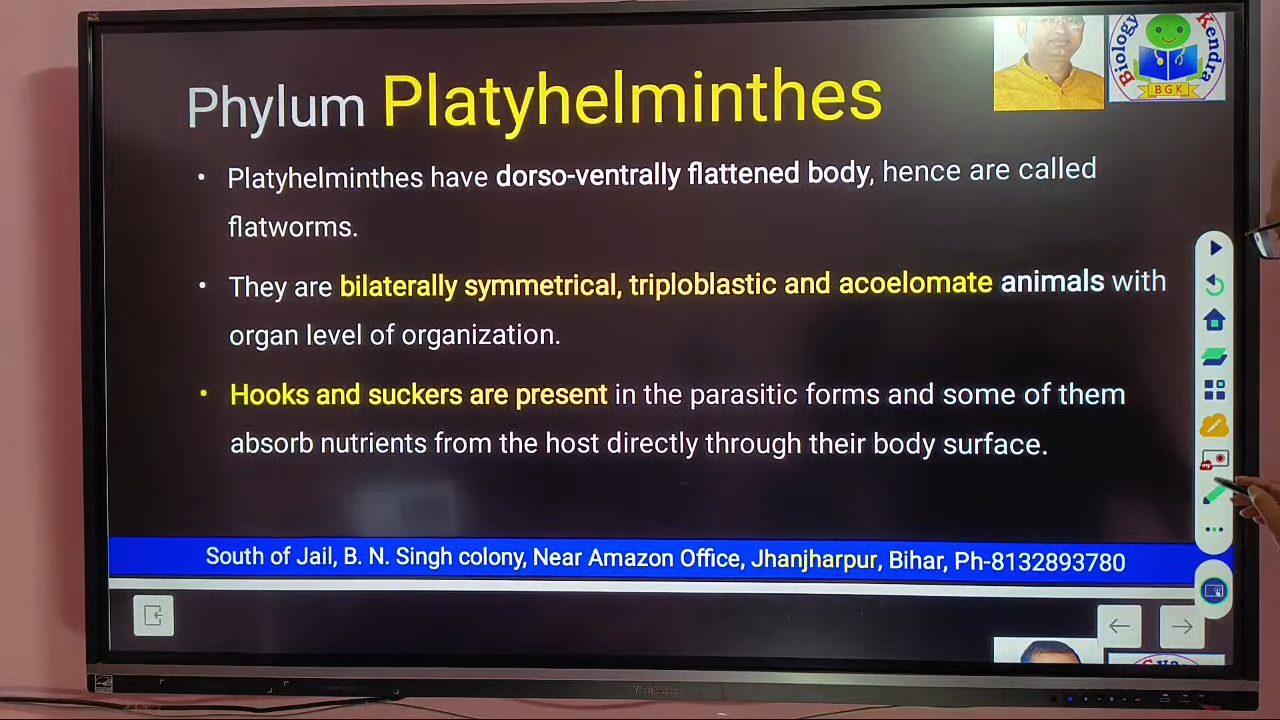 Biology Kendra
BGK
Phylum Platyhelminthes
• Platyhelminthes have dorso-ventrally flattened body, hence are called
flatworms.
• They are bilaterally symmetrical, triploblastic and acoelomate animals with
organ level of organization.
• Hooks and suckers are present in the parasitic forms and some of them
absorb nutrients from the host directly through their body surface.
South of Jail, B. N. Singh colony, Near Amazon Office, Jhanjharpur, Bihar, Ph-8132893780